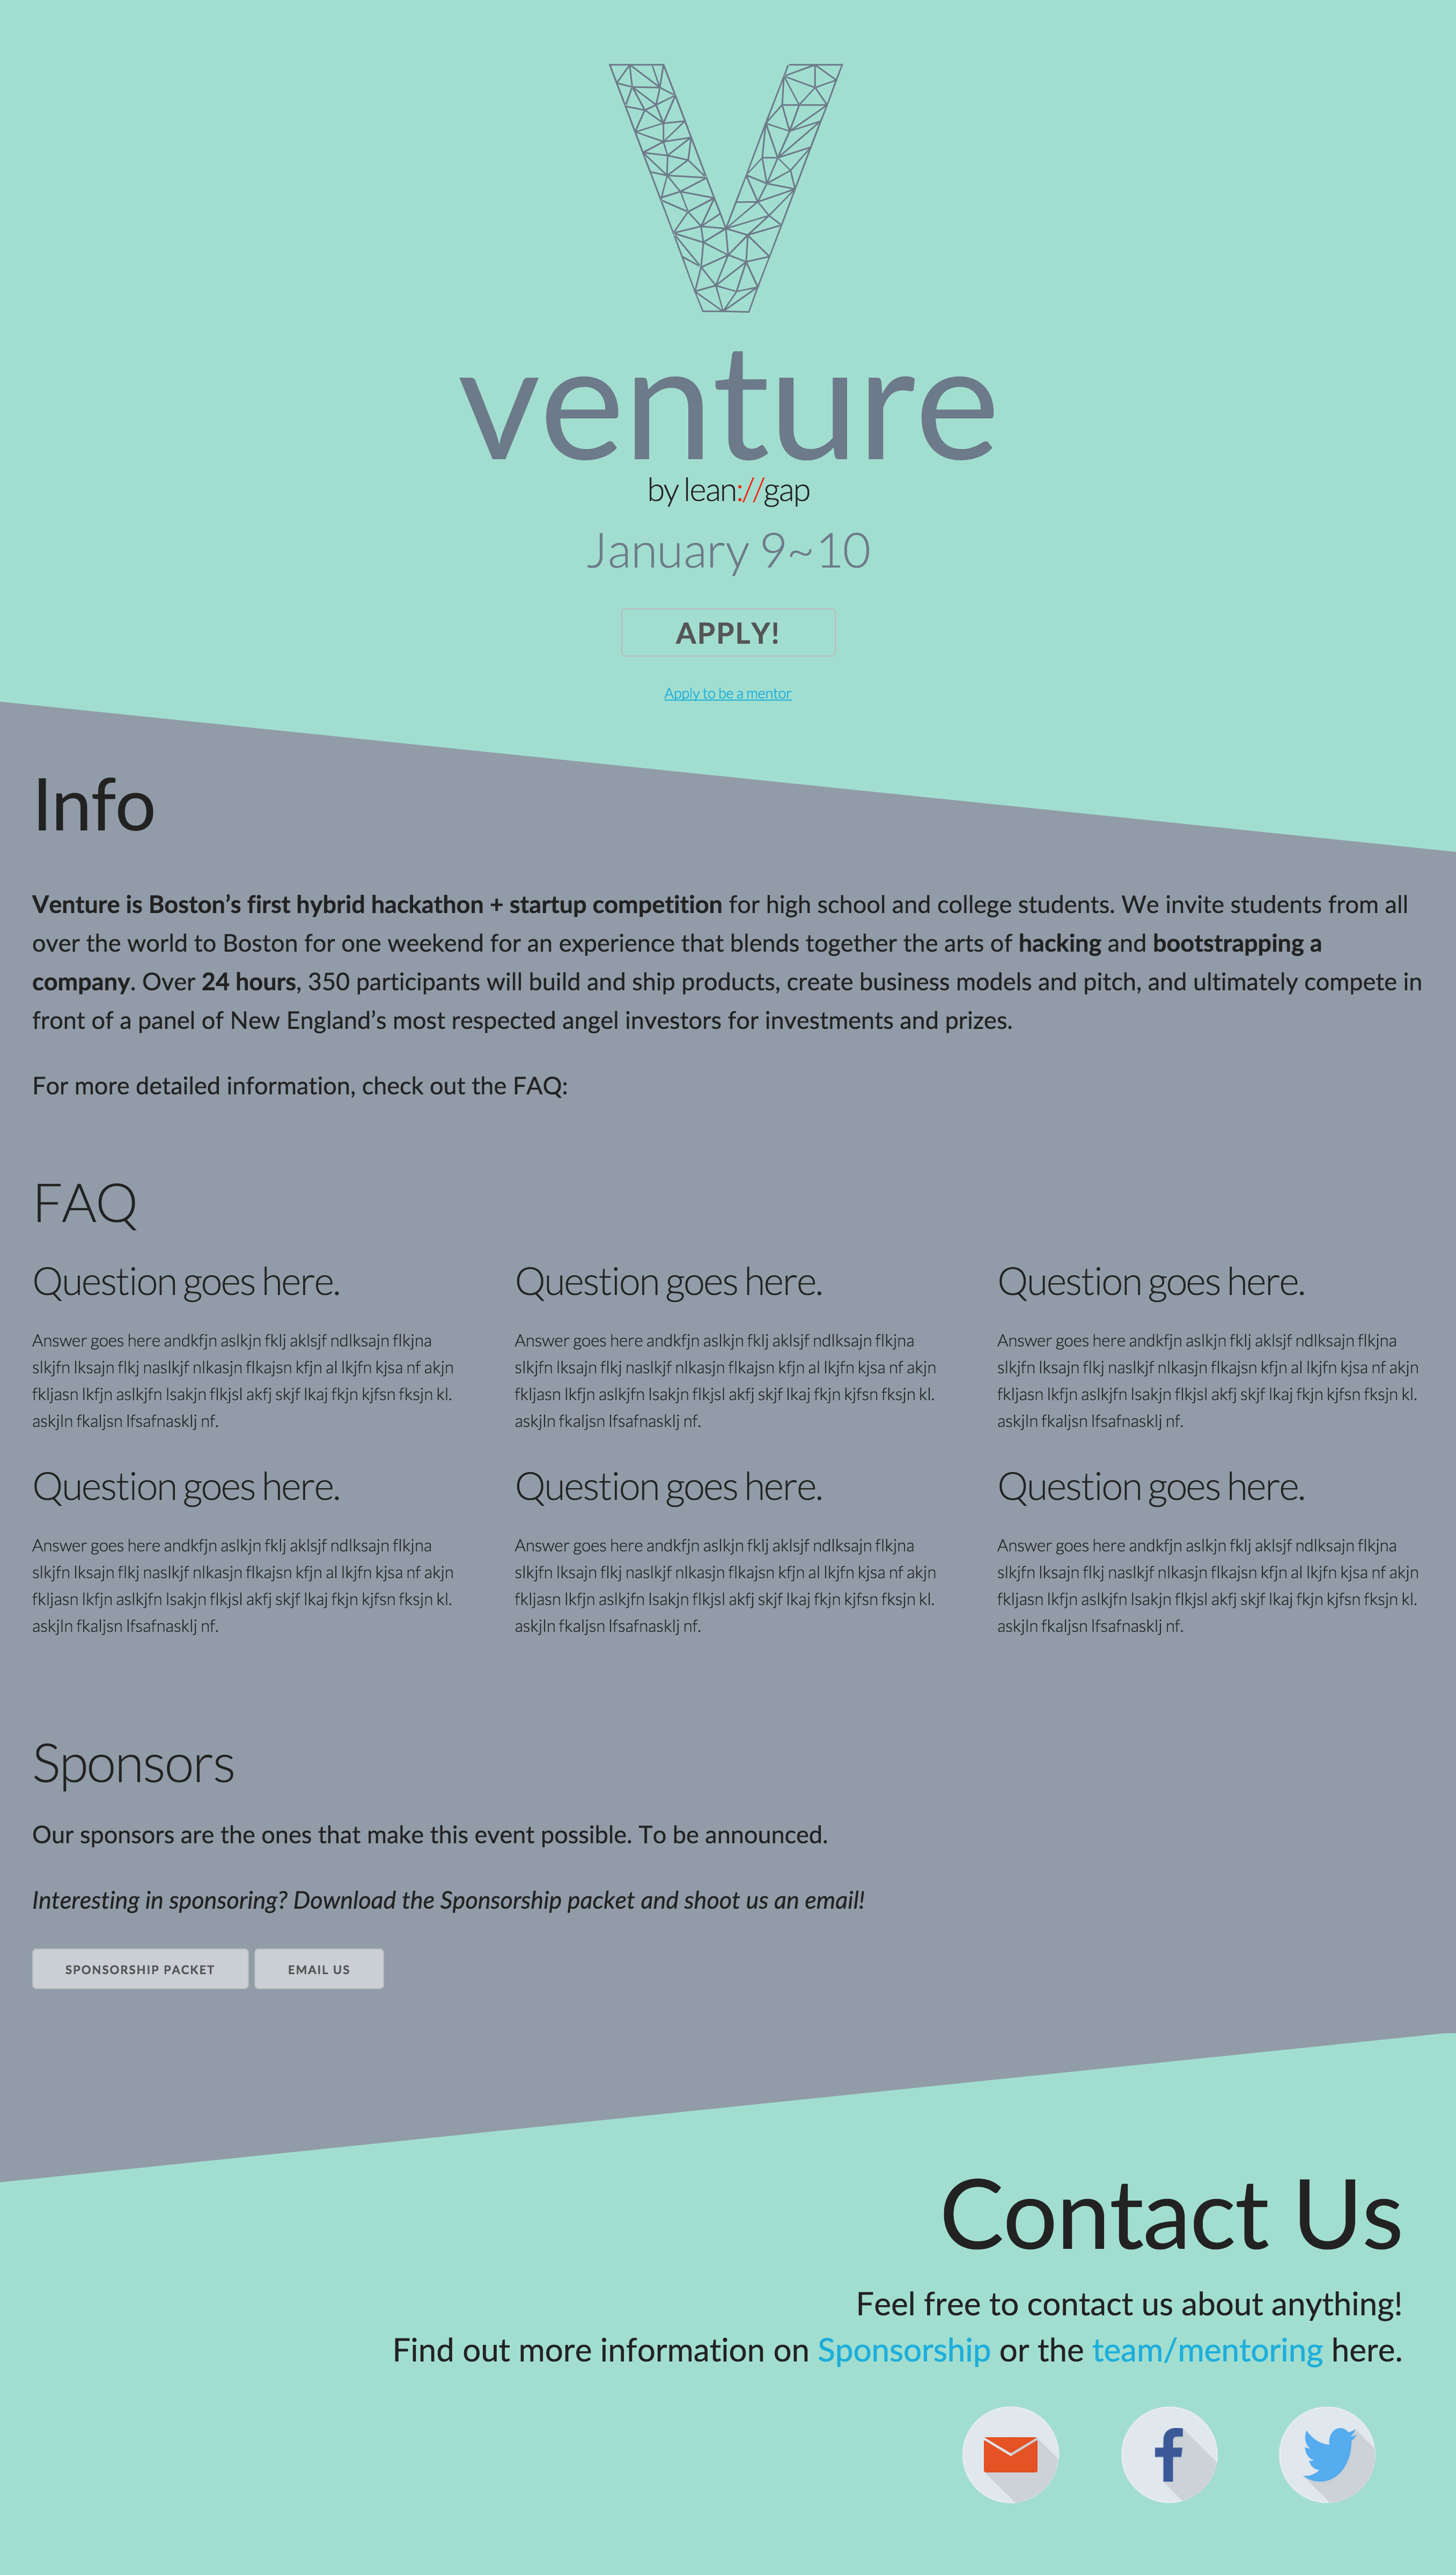 V
venture
by lean://gap
January 9~10
APPLY!
Apply to be a mentor
Info
Venture is Boston's first hybrid hackathon + startup competition for high school and college students. We invite students from all
over the world to Boston for one weekend for an experience that blends together the arts of hacking and bootstrapping a
company. Over 24 hours, 350 participants will build and ship products, create business models and pitch, and ultimately compete in
front of a panel of New England's most respected angel investors for investments and prizes.
For more detailed information, check out the FAQ:
FAQ
Question goes here.
Answer goes here andkfjn aslkjn fklj aklsjf ndlksajn flkjna
slkjfn lksajn flkj naslkjf nlkasjn flkajsn kfjn al lkjfn kjsa nf akjn
fkljasn lkfjn aslkjfn lsakjn flkjsl akfj skjf lkaj fkjn kjfsn fksjn kl.
askjln fkaljsn lfsafnasklj nf.
Question goes here.
Answer goes here andkfjn aslkjn fklj aklsjf ndlksajn flkjna
slkjfn lksajn flkj naslkjf nlkasjn flkajsn kfjn al lkjfn kjsa nf akjn
fkljasn lkfjn aslkjfn lsakjn flkjsl akfj skjf lkaj fkjn kjfsn fksjn kl.
askjln fkaljsn lfsafnasklj nf.
Question goes here.
Answer goes here andkfjn aslkjn fklj aklsjf ndlksajn flkjna
slkjfn lksajn flkj naslkjf nlkasjn flkajsn kfjn al lkjfn kjsa nf akjn
fkljasn lkfjn aslkjfn lsakjn flkjsl akfj skjf lkaj fkjn kjfsn fksjn kl.
askjln fkaljsn lfsafnasklj nf.
Question goes here.
Answer goes here andkfjn aslkjn fklj aklsjf ndlksajn flkjna
slkjfn lksajn flkj naslkjf nlkasjn flkajsn kfjn al lkjfn kjsa nf akjn
fkljasn lkfjn aslkjfn lsakjn flkjsl akfj skjf lkaj fkjn kjfsn fksjn kl.
askjln fkaljsn lfsafnasklj nf.
Question goes here.
Answer goes here andkfjn aslkjn fklj aklsjf ndlksajn flkjna
slkjfn lksajn flkj naslkjf nlkasjn flkajsn kfjn al lkjfn kjsa nf akjn
fkljasn lkfjn aslkjfn lsakjn flkjsl akfj skjf lkaj fkjn kjfsn fksjn kl.
askjln fkaljsn lfsafnasklj nf.
Question goes here.
Answer goes here andkfjn aslkjn fklj aklsjf ndlksajn flkjna
slkjfn lksajn flkj naslkjf nlkasjn flkajsn kfjn al lkjfn kjsa nf akjn
fkljasn lkfjn aslkjfn lsakjn flkjsl akfj skjf lkaj fkjn kjfsn fksjn kl.
askjln fkaljsn lfsafnasklj nf.
Sponsors
Our sponsors are the ones that make this event possible. To be announced.
Interesting in sponsoring? Download the Sponsorship packet and shoot us an email!
SPONSORSHIP PACKET
EMAIL US
Contact Us
Feel free to contact us about anything!
Find out more information on Sponsorship or the team/mentoring here.